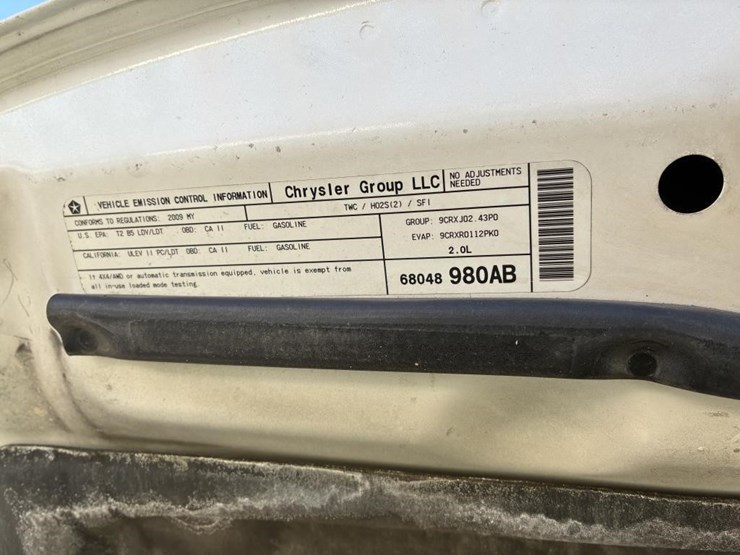 VEHICLE EMISSION CONTROL INFORMATION
Chrysler Group LLC
NO ADJUSTMENTS
NEEDED
CONFORMS TO REGULATIONS: 2009 MY
TWC / HO2S(2) / SFI
U.S. EPA: T2 B5 LDV/LDT OBD: CA II FUEL: GASOLINE
GROUP: 9CRXJ02.43P0
CALIFORNIA: ULEV II PC/LDT OBD: CA II FUEL: GASOLINE
EVAP: 9CRXR0112PK0
2.0L
If 4X4/AWD or automatic transmission equipped, vehicle is exempt from
all in-use loaded mode testing.
68048 980AB